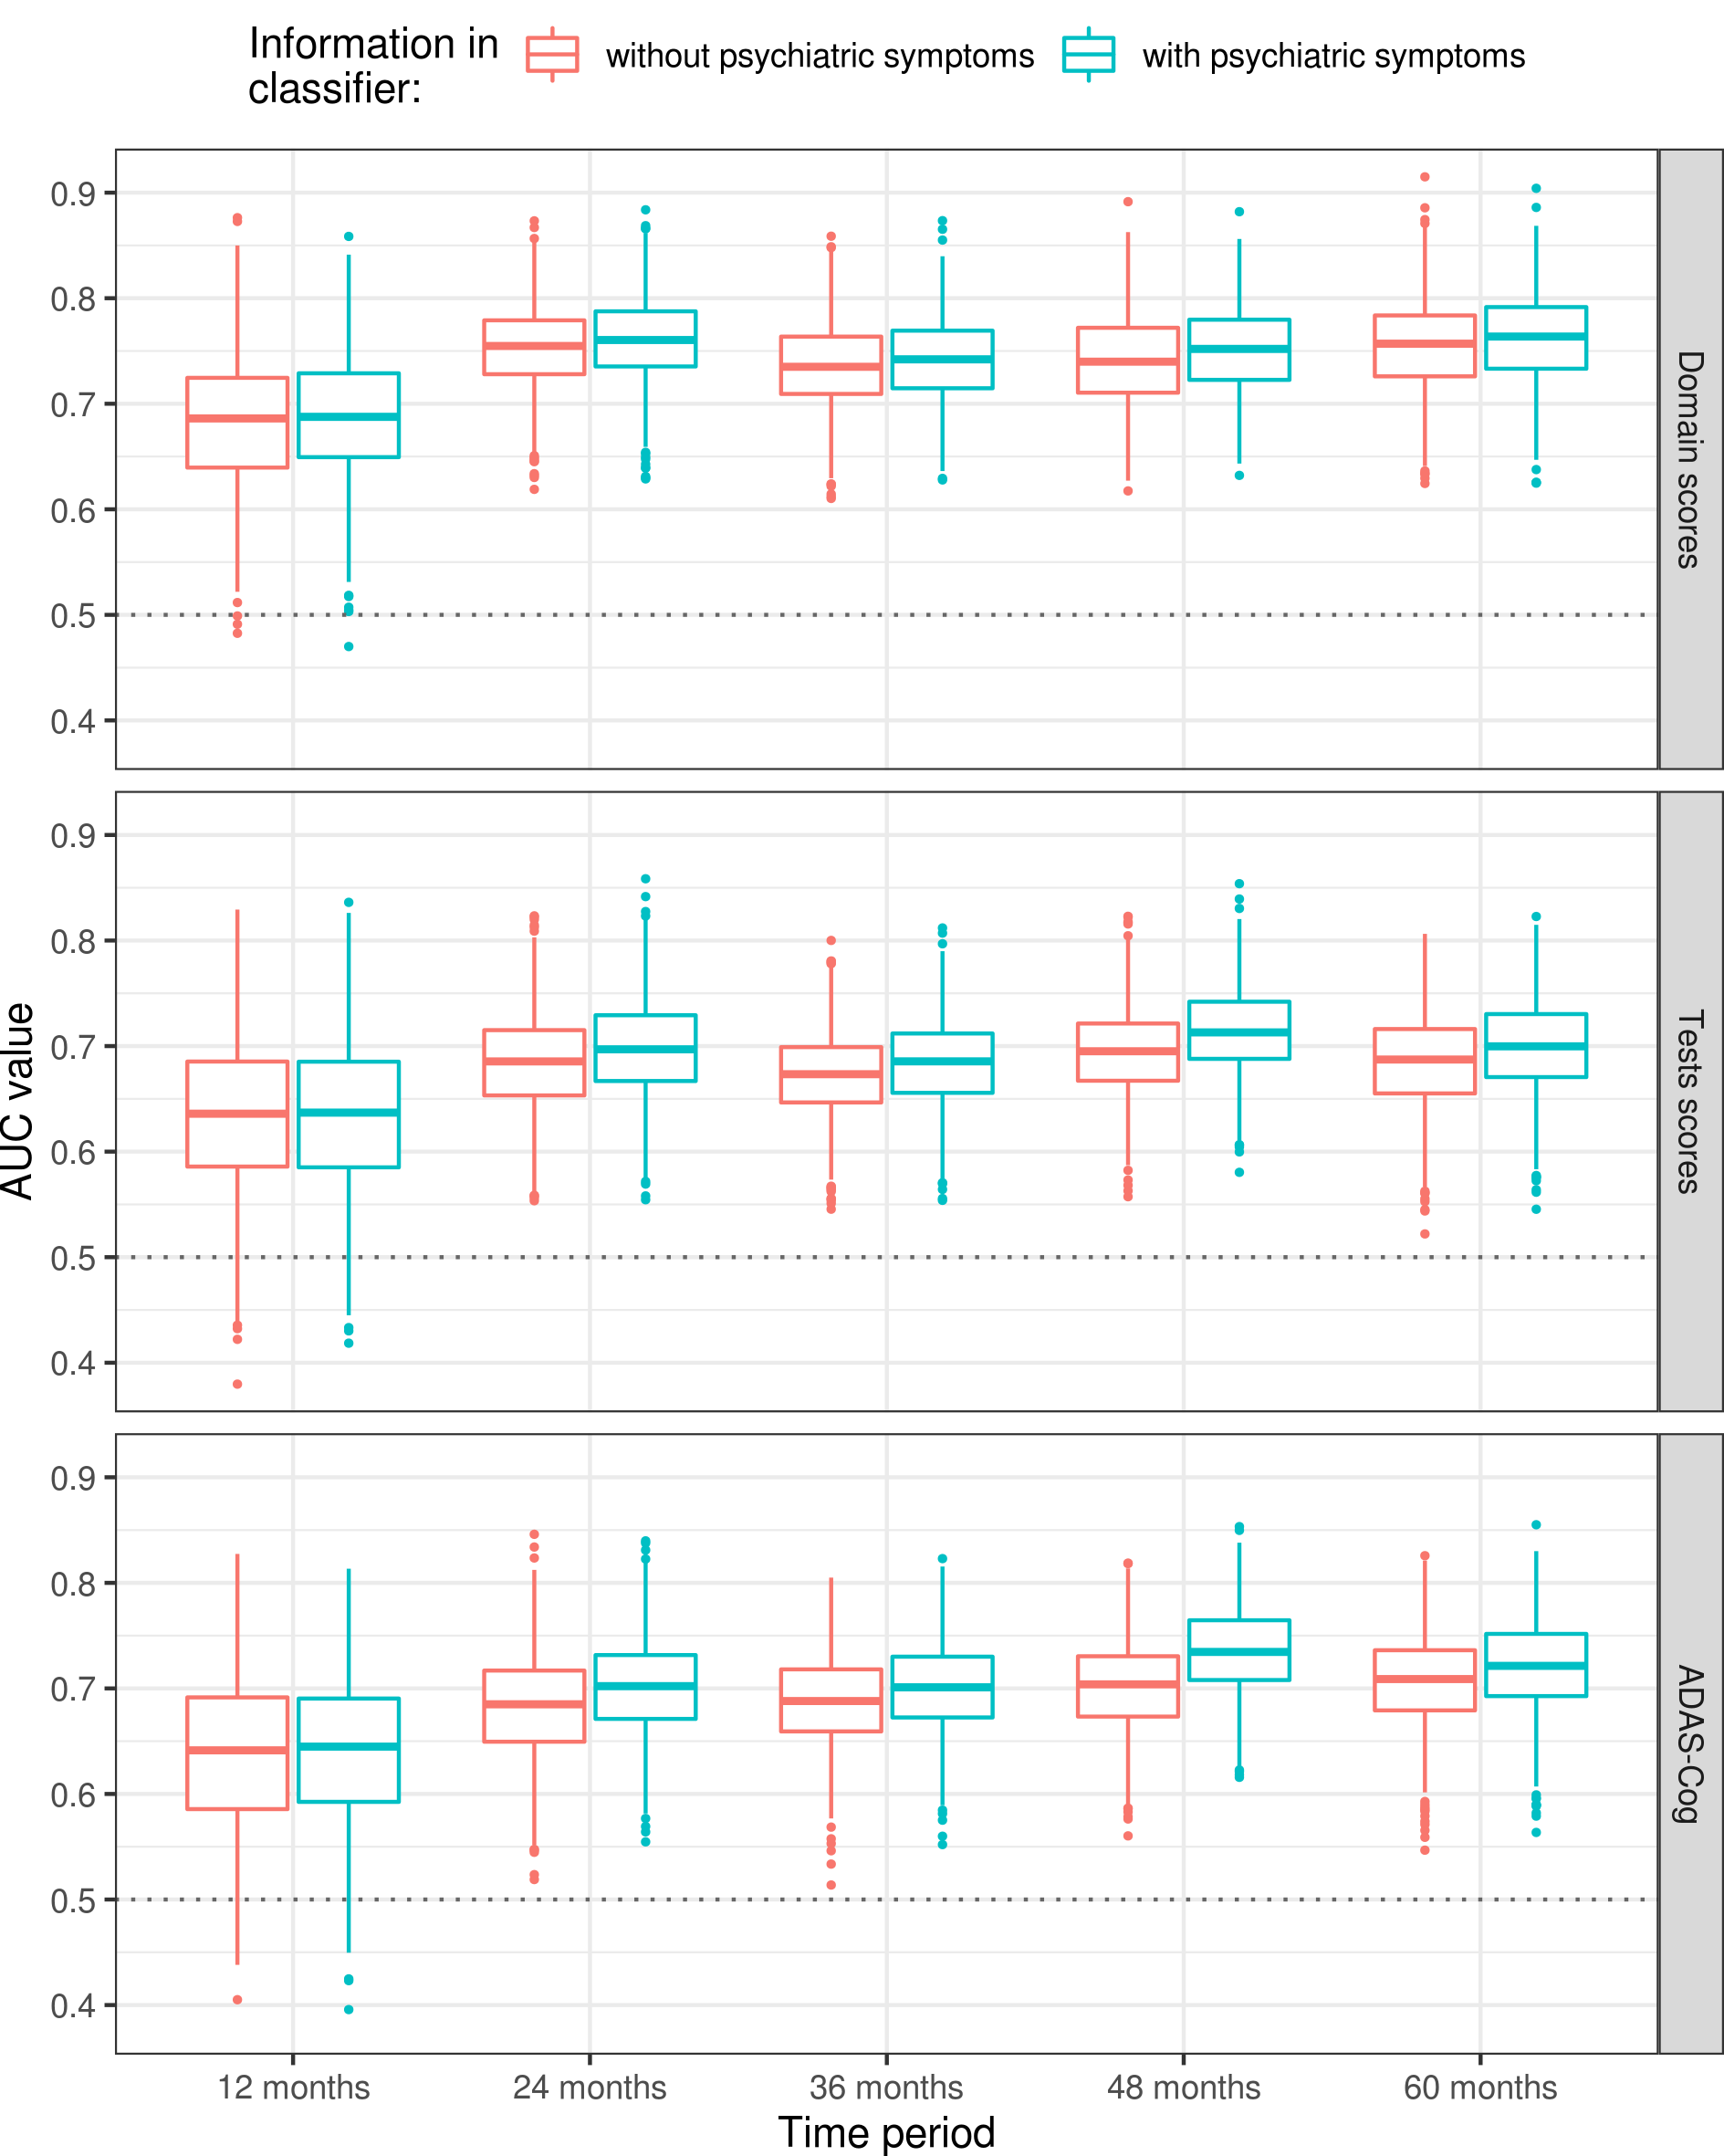 Information in
classifier:
without psychiatric symptoms
with psychiatric symptoms
0.9
0.8
0.7
0.6
0.5
0.4
Domain scores
0.9
0.8
0.7
0.6
0.5
0.4
Tests scores
AUC value
0.9
0.8
0.7
0.6
0.5
0.4
ADAS-Cog
12 months
24 months
36 months
48 months
60 months
Time period